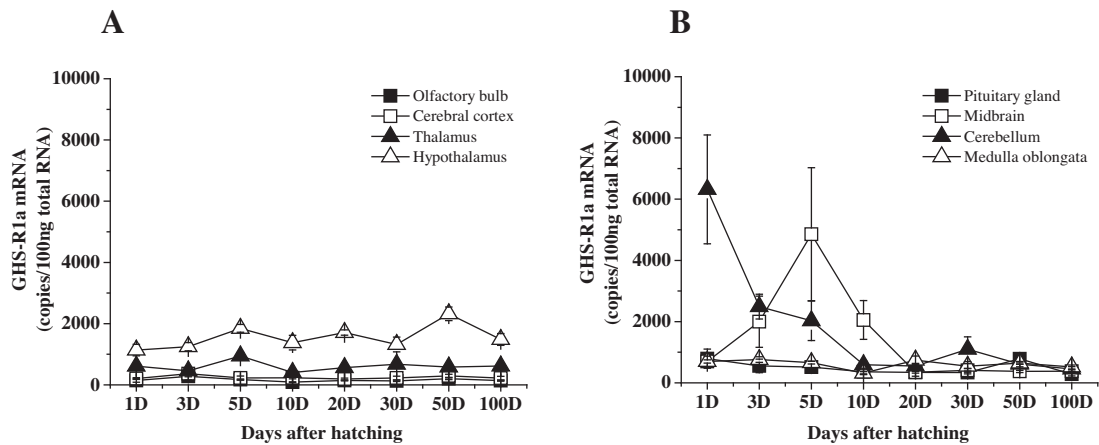 A
GHS-R1a mRNA
(copies/100ng total RNA)
10000
8000
6000
4000
2000
0
Olfactory bulb
Cerebral cortex
Thalamus
Hypothalamus
1D 3D 5D 10D 20D 30D 50D 100D
Days after hatching
B
GHS-R1a mRNA
(copies/100ng total RNA)
10000
8000
6000
4000
2000
0
Pituitary gland
Midbrain
Cerebellum
Medulla oblongata
1D 3D 5D 10D 20D 30D 50D 100D
Days after hatching